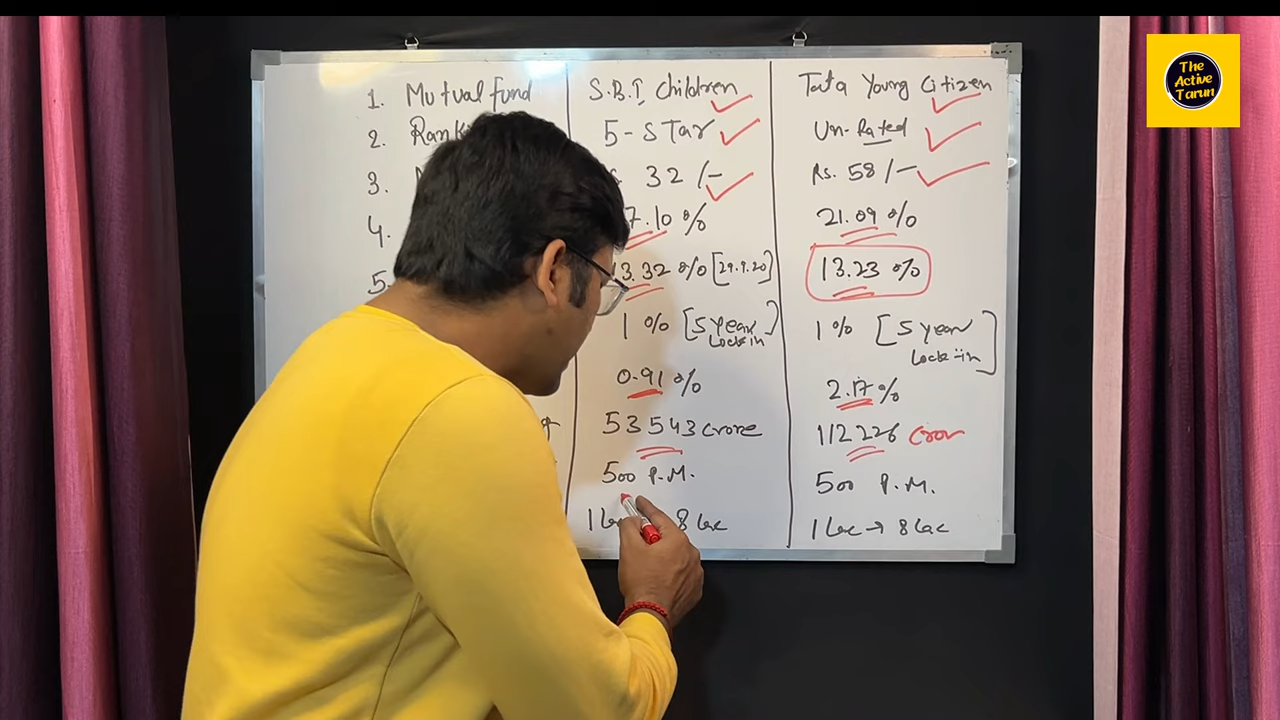 1. Mutual fund S.B.I. Children Tata Young Citizen
2. 5-Star Un-Rated
3. 32/- Rs. 58/-
4. 7.10% 21.09%
5. 13.32% [29.9.20] 13.23%
1% [5 year Lock in] 1% [5 year Lock-in]
0.91% 2.17%
53543 crore 112226 Cror
500 P.M. 500 P.M.
8 Lac 1 Lac → 8 Lac
The
Active
Tarun